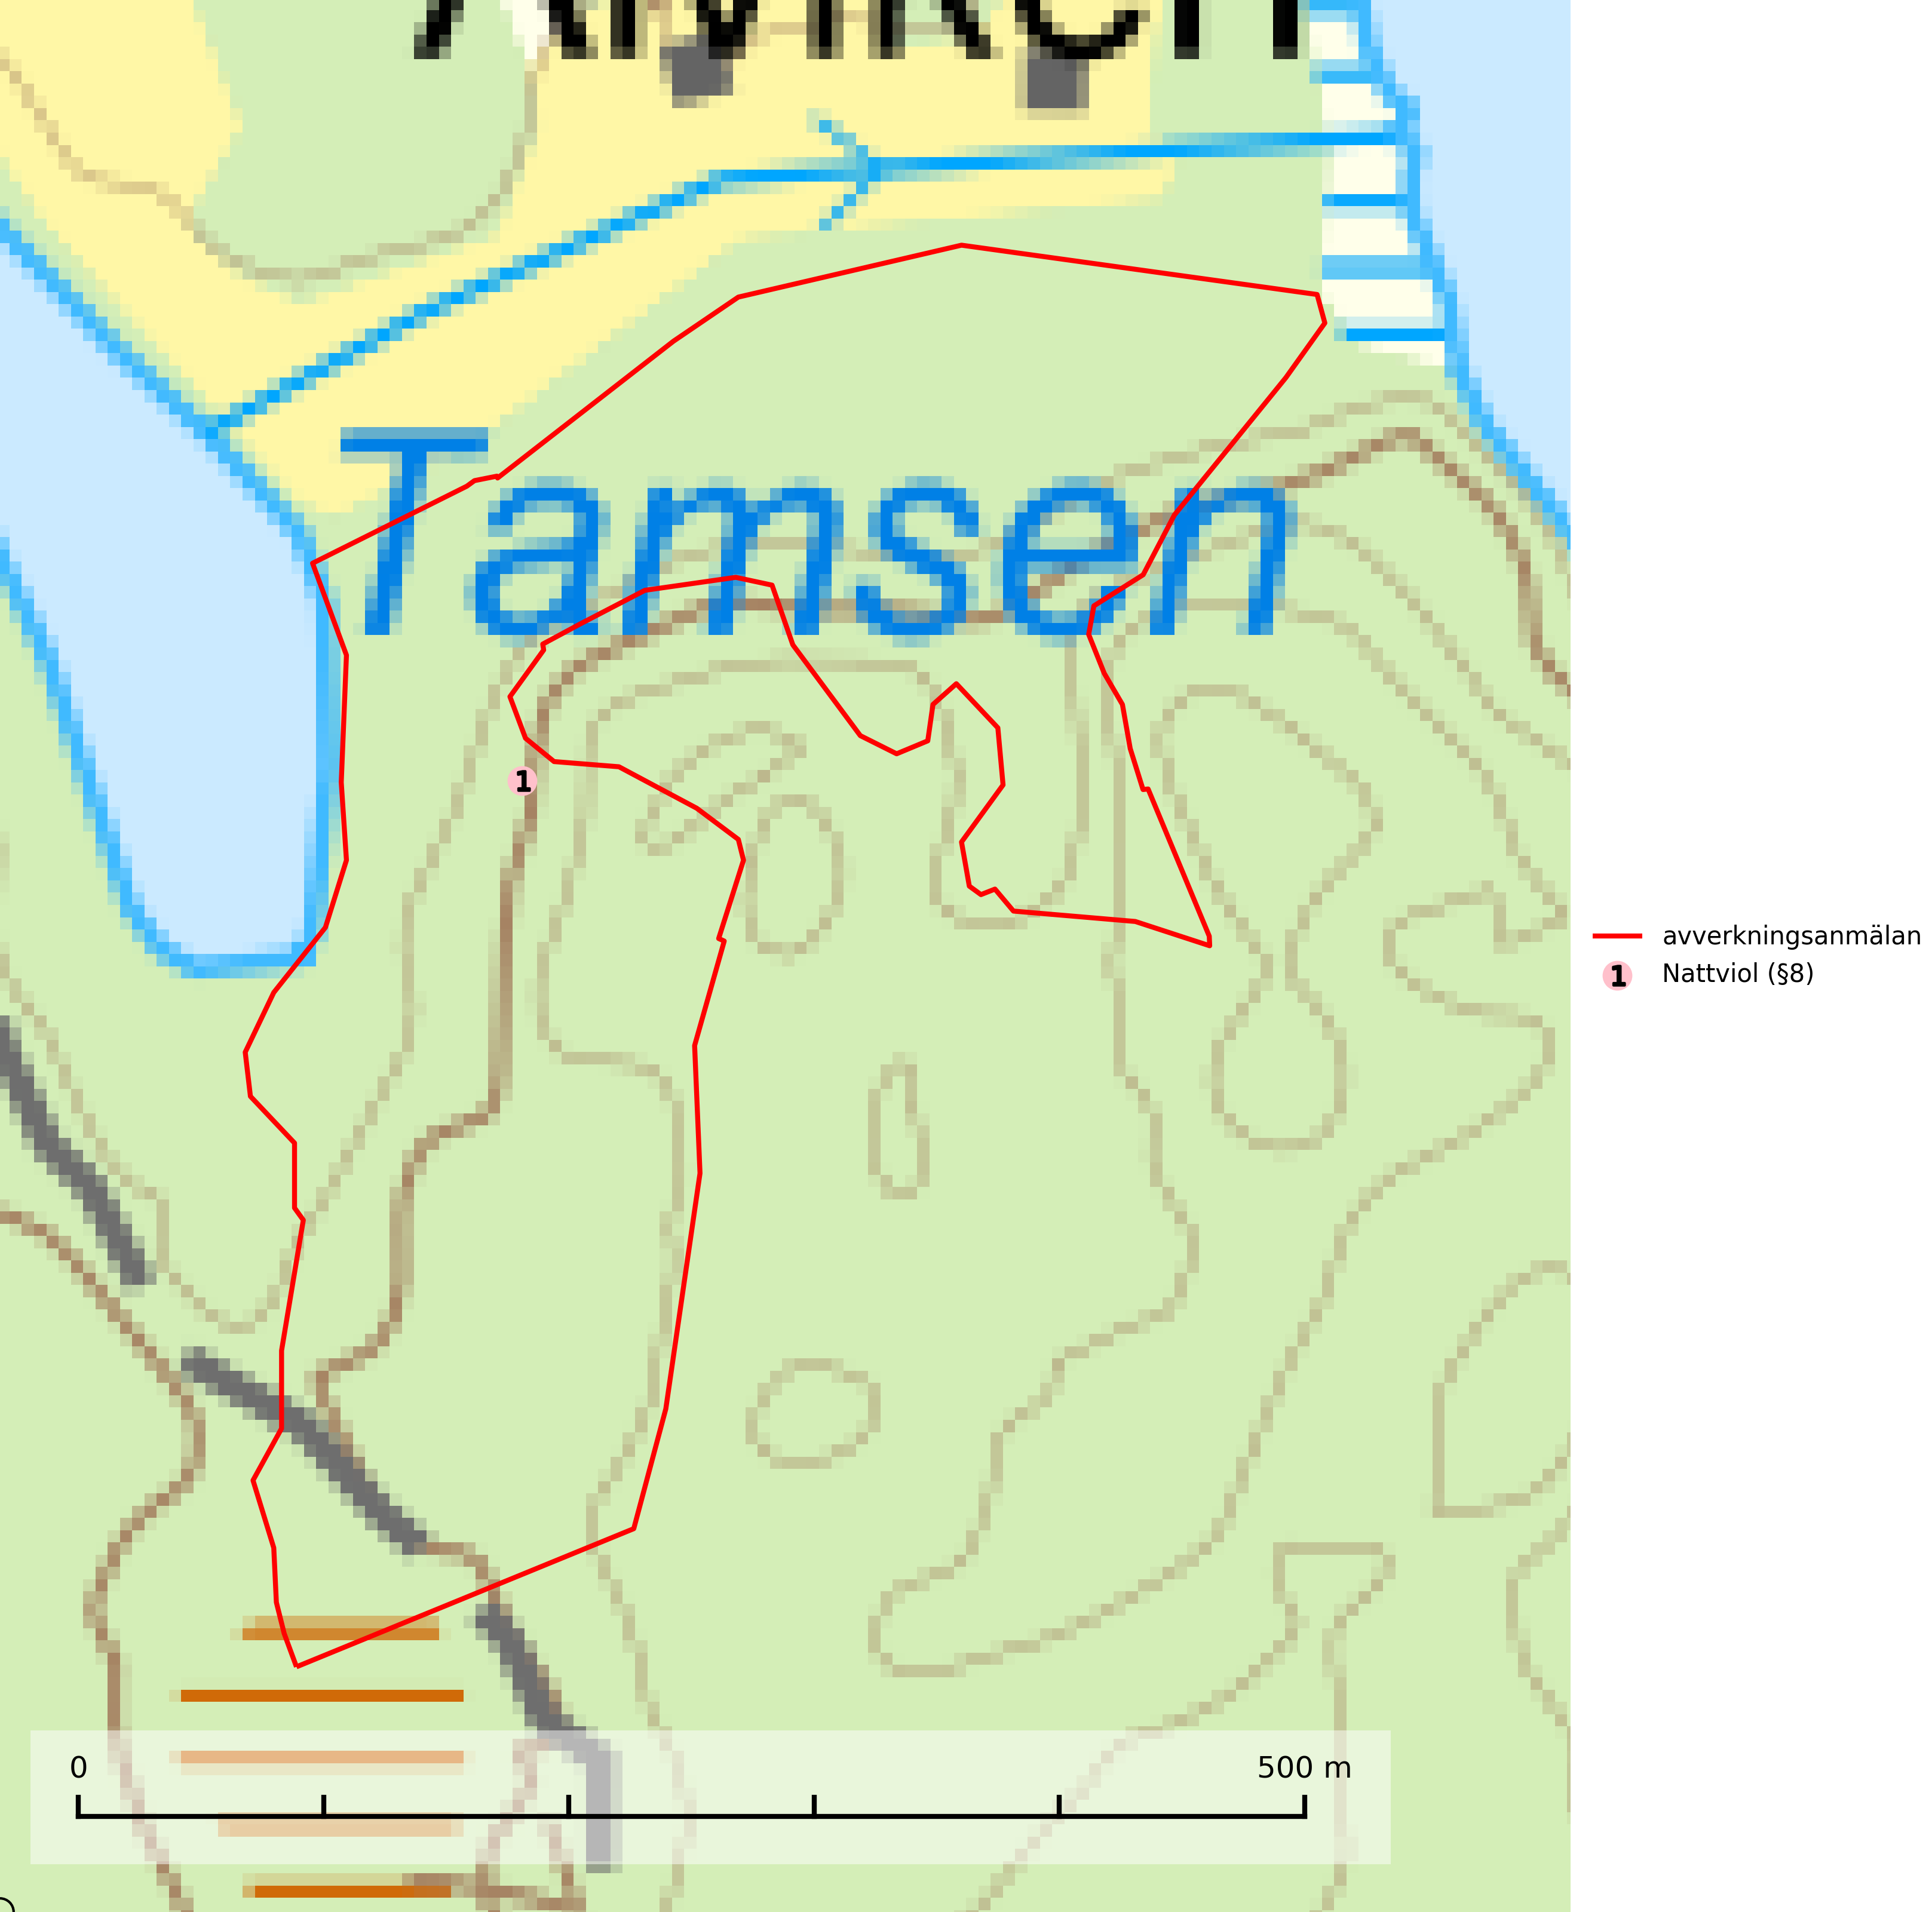 Tamsen
1
avverkningsanmälan
1 Nattviol (§8)
0 500 m